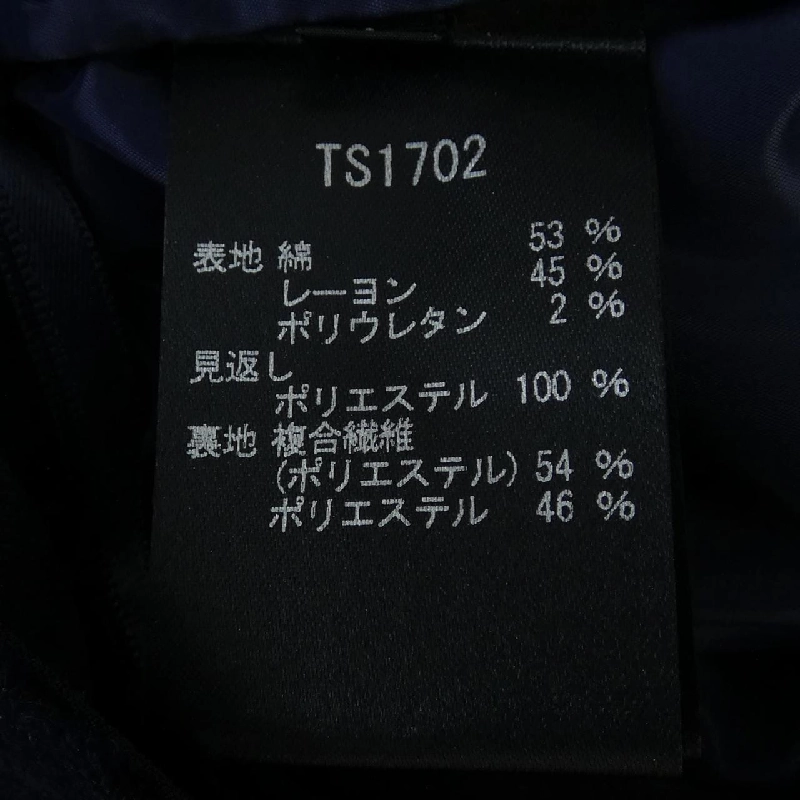 TS1702
表地 綿 53 %
レーヨン 45 %
ポリウレタン 2 %
見返し
ポリエステル 100 %
裏地 複合繊維
(ポリエステル) 54 %
ポリエステル 46 %